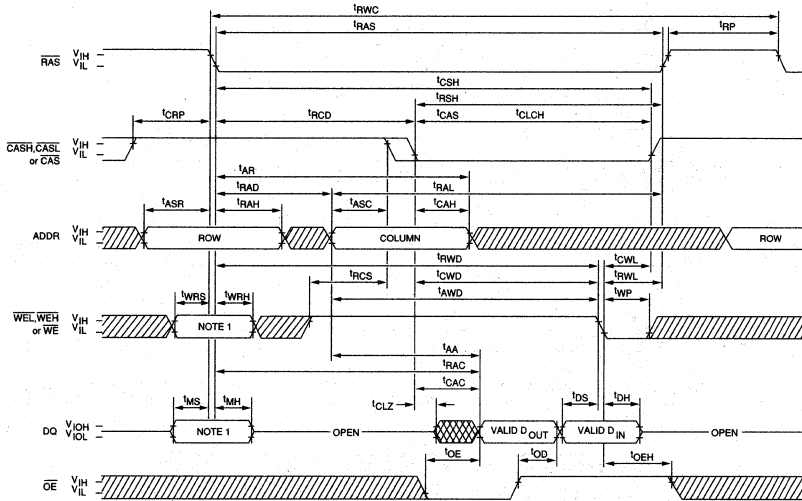 tRWC
tRAS
tRP
RAS
VIH
VIL
tCSH
tRSH
tCRP
tRCD
tCAS
tCLCH
CASH,CASL
or CAS
VIH
VIL
tAR
tRAD
tRAL
tASR
tRAH
tASC
tCAH
ADDR
VIH
VIL
ROW
COLUMN
ROW
tRWD
tCWL
tRCS
tCWD
tRWL
tWRS
tWRH
tAWD
tWP
WEL,WEH
or WE
VIH
VIL
NOTE 1
tAA
tRAC
tCAC
tMS
tMH
tCLZ
tDS
tDH
DQ
VIOH
VIOL
NOTE 1
OPEN
VALID DOUT
VALID DIN
OPEN
tOE
tOD
tOEH
OE
VIH
VIL